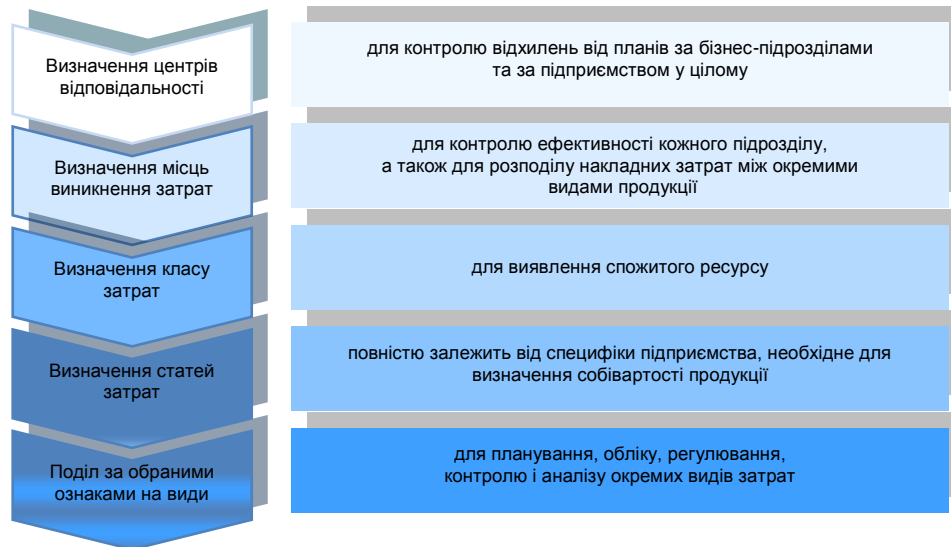 Визначення центрів
відповідальності
для контролю відхилень від планів за бізнес-підрозділами
та за підприємством у цілому
Визначення місць
виникнення затрат
для контролю ефективності кожного підрозділу,
а також для розподілу накладних затрат між окремими
видами продукції
Визначення класу
затрат
для виявлення спожитого ресурсу
Визначення статей
затрат
повністю залежить від специфіки підприємства, необхідне для
визначення собівартості продукції
Поділ за обраними
ознаками на види
для планування, обліку, регулювання,
контролю і аналізу окремих видів затрат